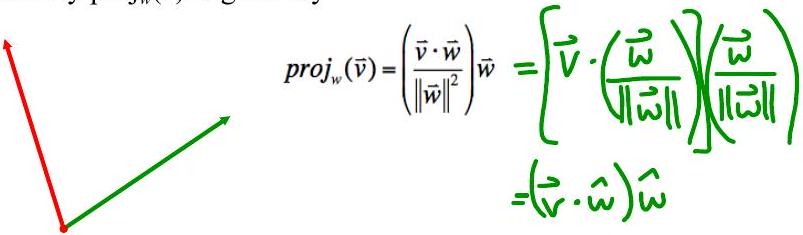 proj_w(v⃗) = ( v⃗ · w⃗ / ‖w⃗‖² ) w⃗ = [ v⃗ · ( w⃗ / ‖w⃗‖ ) ] ( w⃗ / ‖w⃗‖ )
= ( v⃗ · ŵ ) ŵ